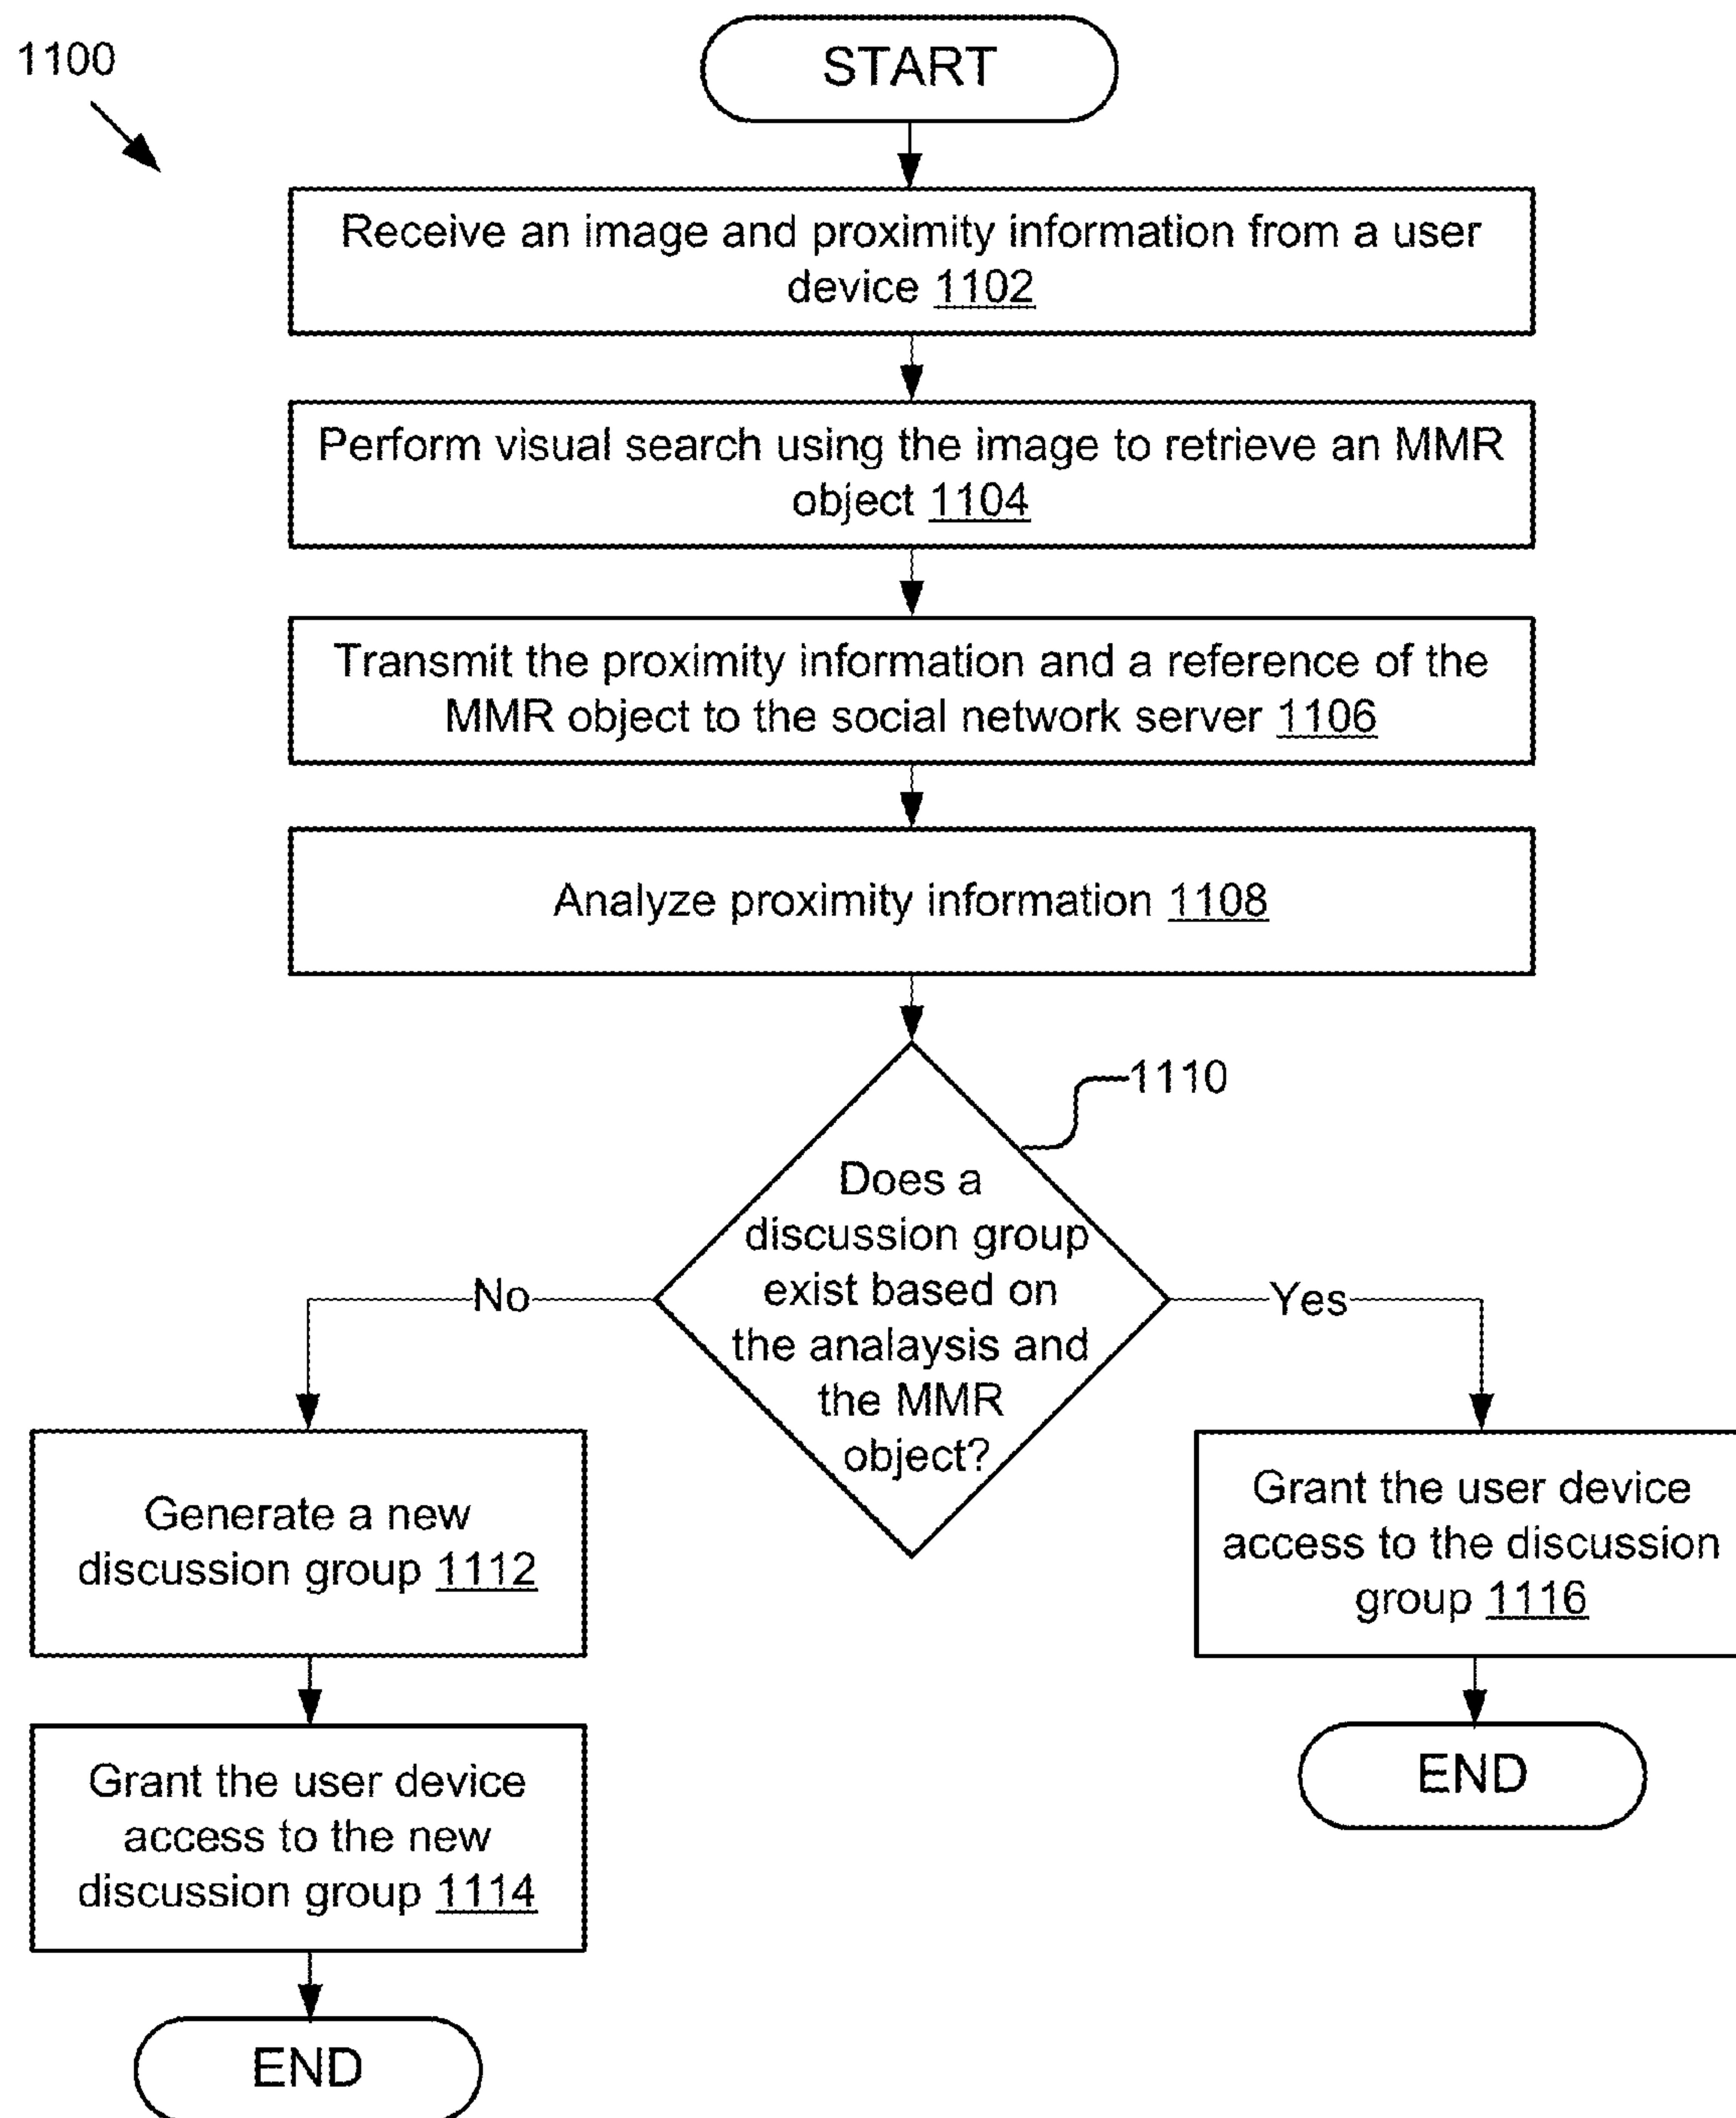 1100
START
Receive an image and proximity information from a user
device 1102
Perform visual search using the image to retrieve an MMR
object 1104
Transmit the proximity information and a reference of the
MMR object to the social network server 1106
Analyze proximity information 1108
1110
Does a
discussion group
exist based on
the analaysis and
the MMR
object?
No
Yes
Generate a new
discussion group 1112
Grant the user device
access to the new
discussion group 1114
END
Grant the user device
access to the discussion
group 1116
END